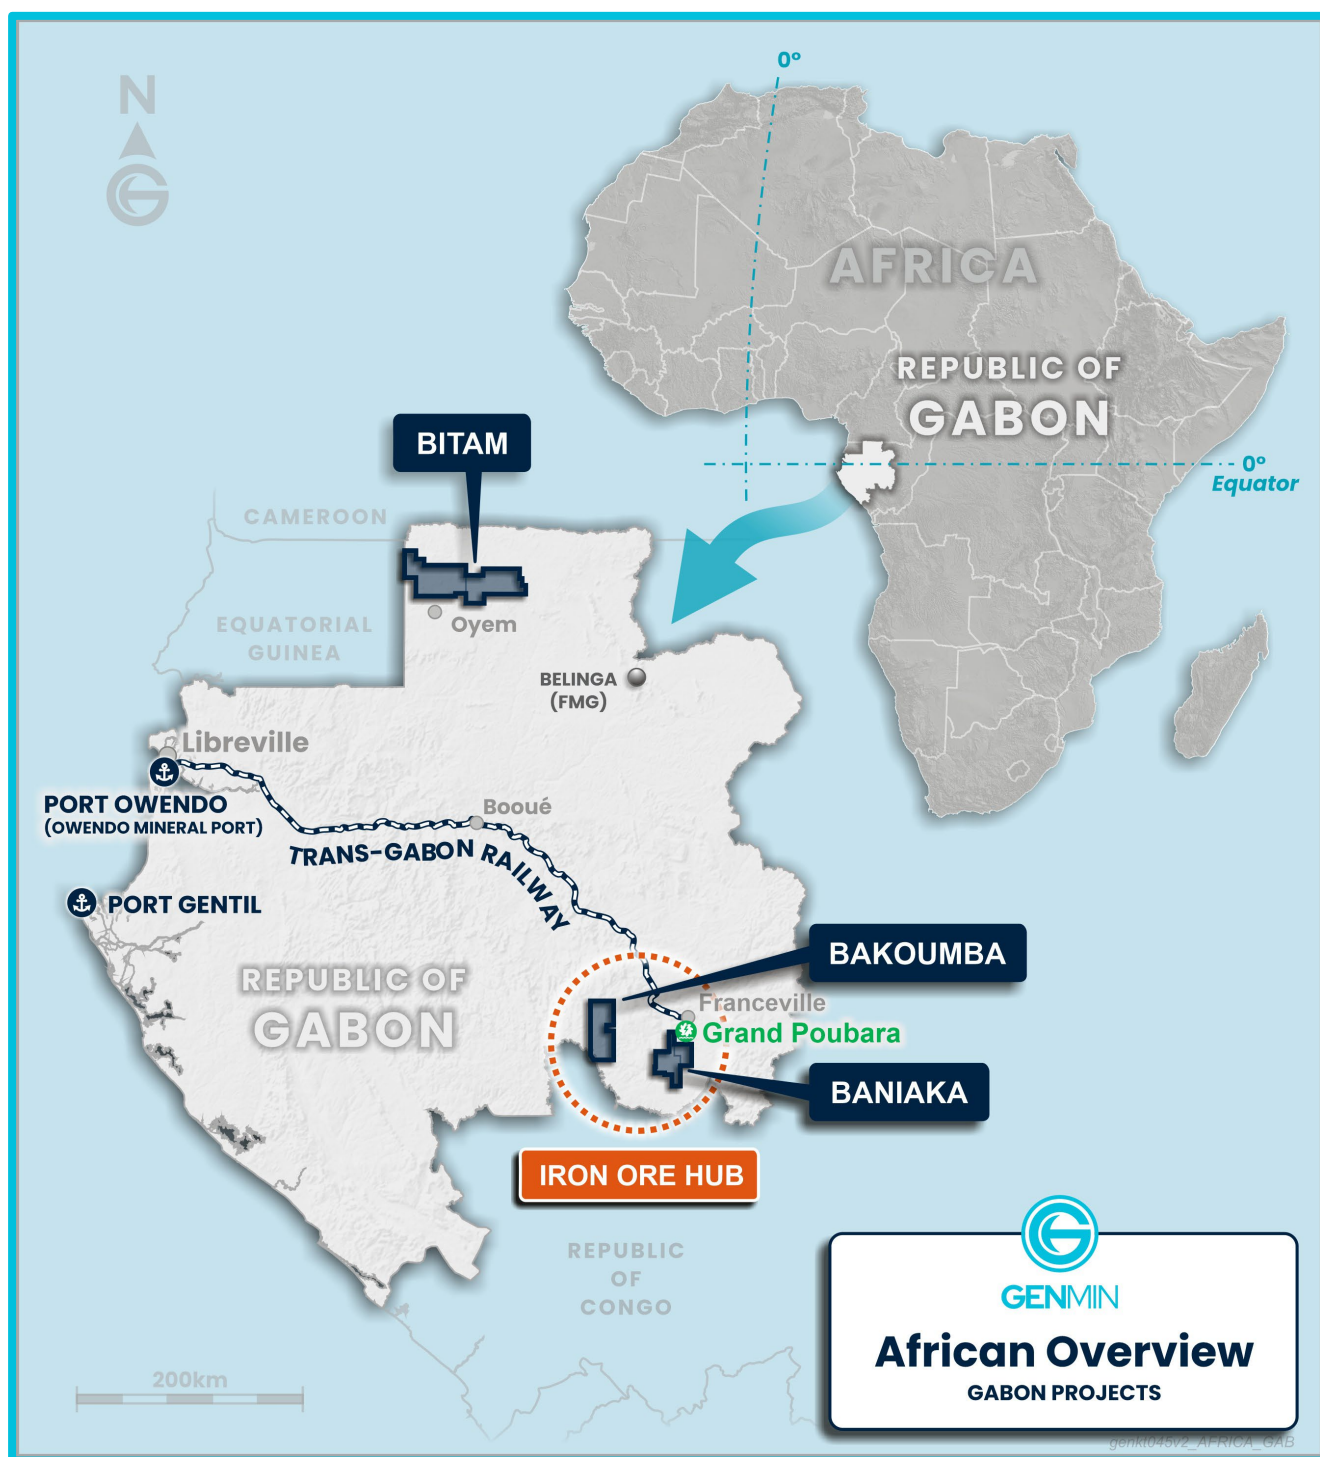 N
0°
AFRICA
REPUBLIC OF
GABON
0°
Equator
BITAM
CAMEROON
EQUATORIAL
GUINEA
Oyem
BELINGA
(FMG)
Libreville
PORT OWENDO
(OWENDO MINERAL PORT)
Booué
TRANS-GABON RAILWAY
PORT GENTIL
REPUBLIC OF
GABON
BAKOUMBA
Franceville
Grand Poubara
BANIAKA
IRON ORE HUB
REPUBLIC
OF
CONGO
200km
GENMIN
African Overview
GABON PROJECTS
genkt045v2_AFRICA_GAB